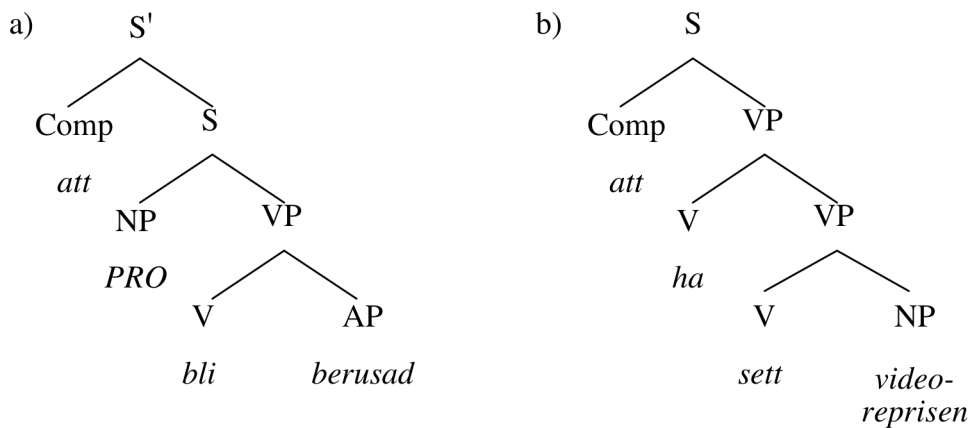 a) S' b) S
Comp S Comp VP
att att
NP VP V VP
PRO ha
V AP V NP
bli berusad sett video-
reprisen